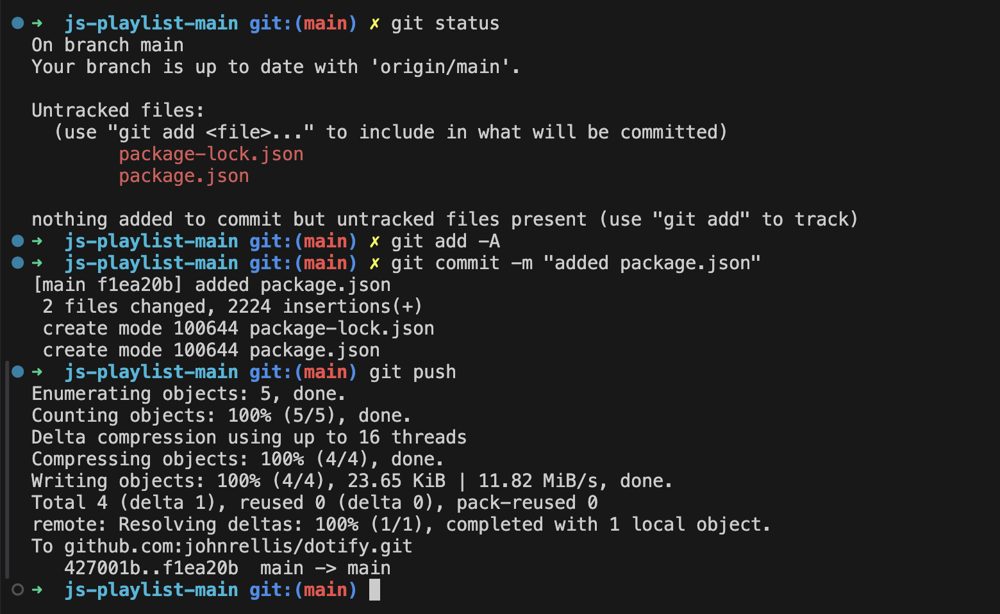 ➜  js-playlist-main git:(main) ✗ git status
On branch main
Your branch is up to date with 'origin/main'.

Untracked files:
  (use "git add <file>..." to include in what will be committed)
        package-lock.json
        package.json

nothing added to commit but untracked files present (use "git add" to track)
➜  js-playlist-main git:(main) ✗ git add -A
➜  js-playlist-main git:(main) ✗ git commit -m "added package.json"
[main f1ea20b] added package.json
 2 files changed, 2224 insertions(+)
 create mode 100644 package-lock.json
 create mode 100644 package.json
➜  js-playlist-main git:(main) git push
Enumerating objects: 5, done.
Counting objects: 100% (5/5), done.
Delta compression using up to 16 threads
Compressing objects: 100% (4/4), done.
Writing objects: 100% (4/4), 23.65 KiB | 11.82 MiB/s, done.
Total 4 (delta 1), reused 0 (delta 0), pack-reused 0
remote: Resolving deltas: 100% (1/1), completed with 1 local object.
To github.com:johnrellis/dotify.git
   427001b..f1ea20b  main -> main
➜  js-playlist-main git:(main)